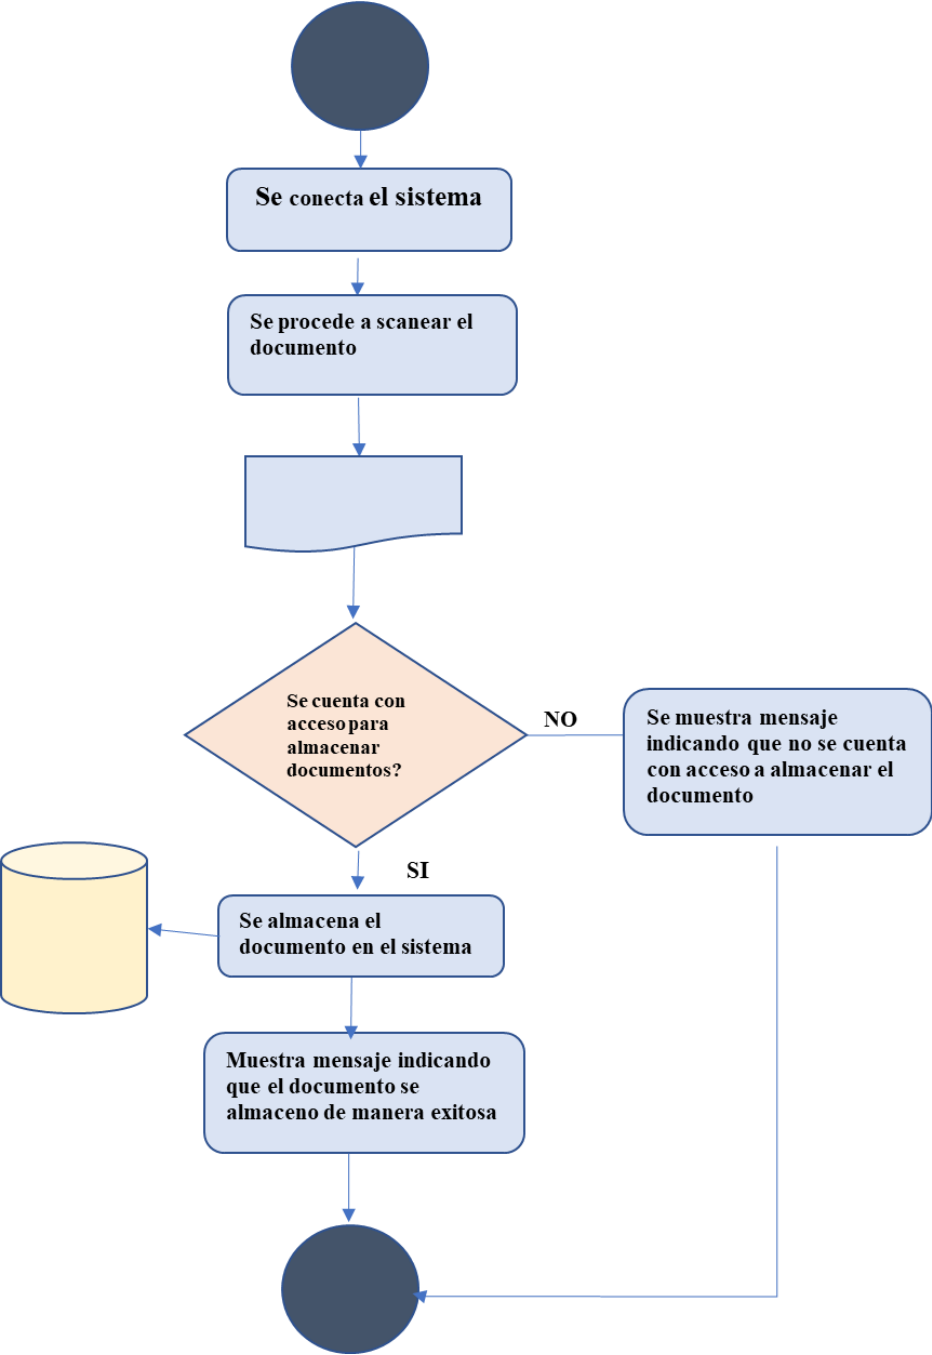 Se conecta el sistema
Se procede a scanear el
documento
Se cuenta con
acceso para
almacenar
documentos?
NO
Se muestra mensaje
indicando que no se cuenta
con acceso a almacenar el
documento
SI
Se almacena el
documento en el sistema
Muestra mensaje indicando
que el documento se
almaceno de manera exitosa